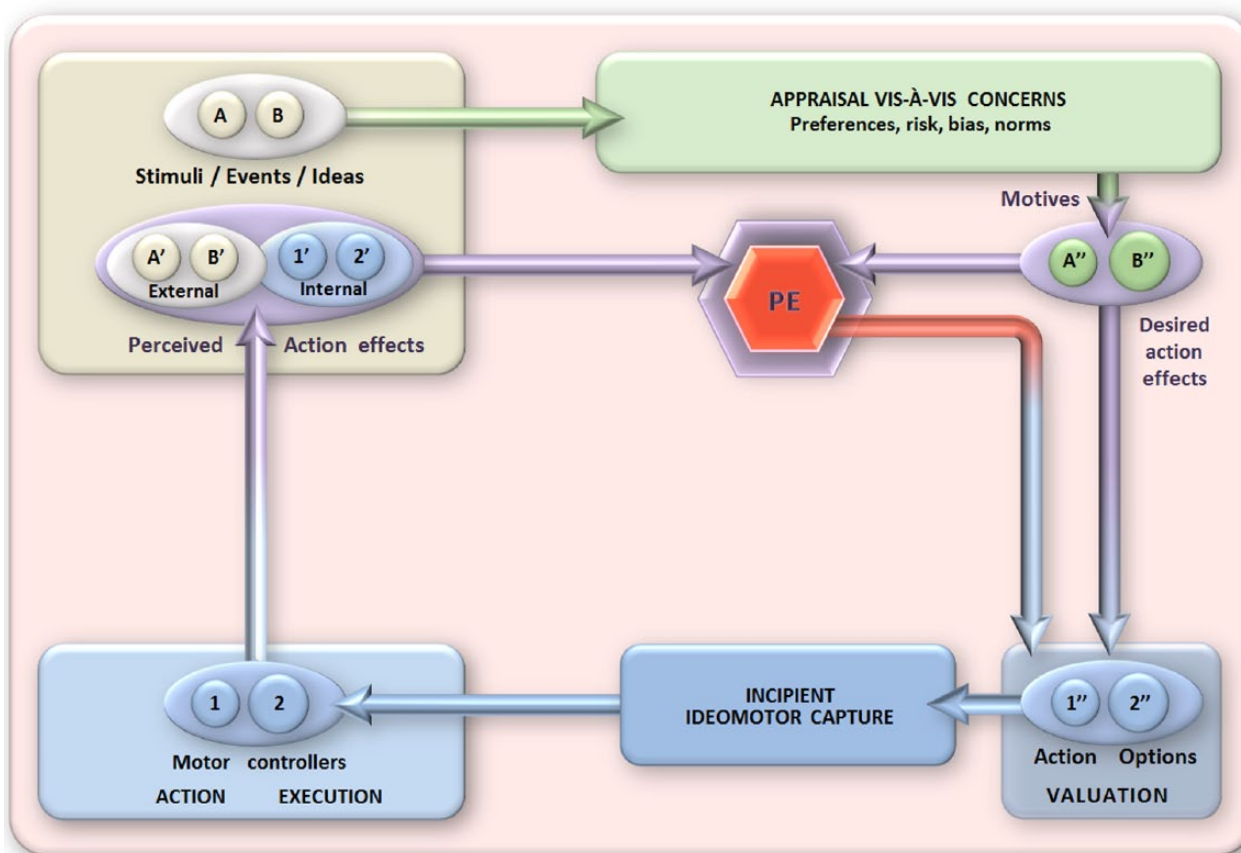 A B
Stimuli / Events / Ideas
APPRAISAL VIS-À-VIS CONCERNS
Preferences, risk, bias, norms
Motives
A’ B’ 1’ 2’
External Internal
Perceived Action effects
PE
A’’ B’’
Desired
action
effects
1 2
Motor controllers
ACTION EXECUTION
INCIPIENT
IDEOMOTOR CAPTURE
1’’ 2’’
Action Options
VALUATION